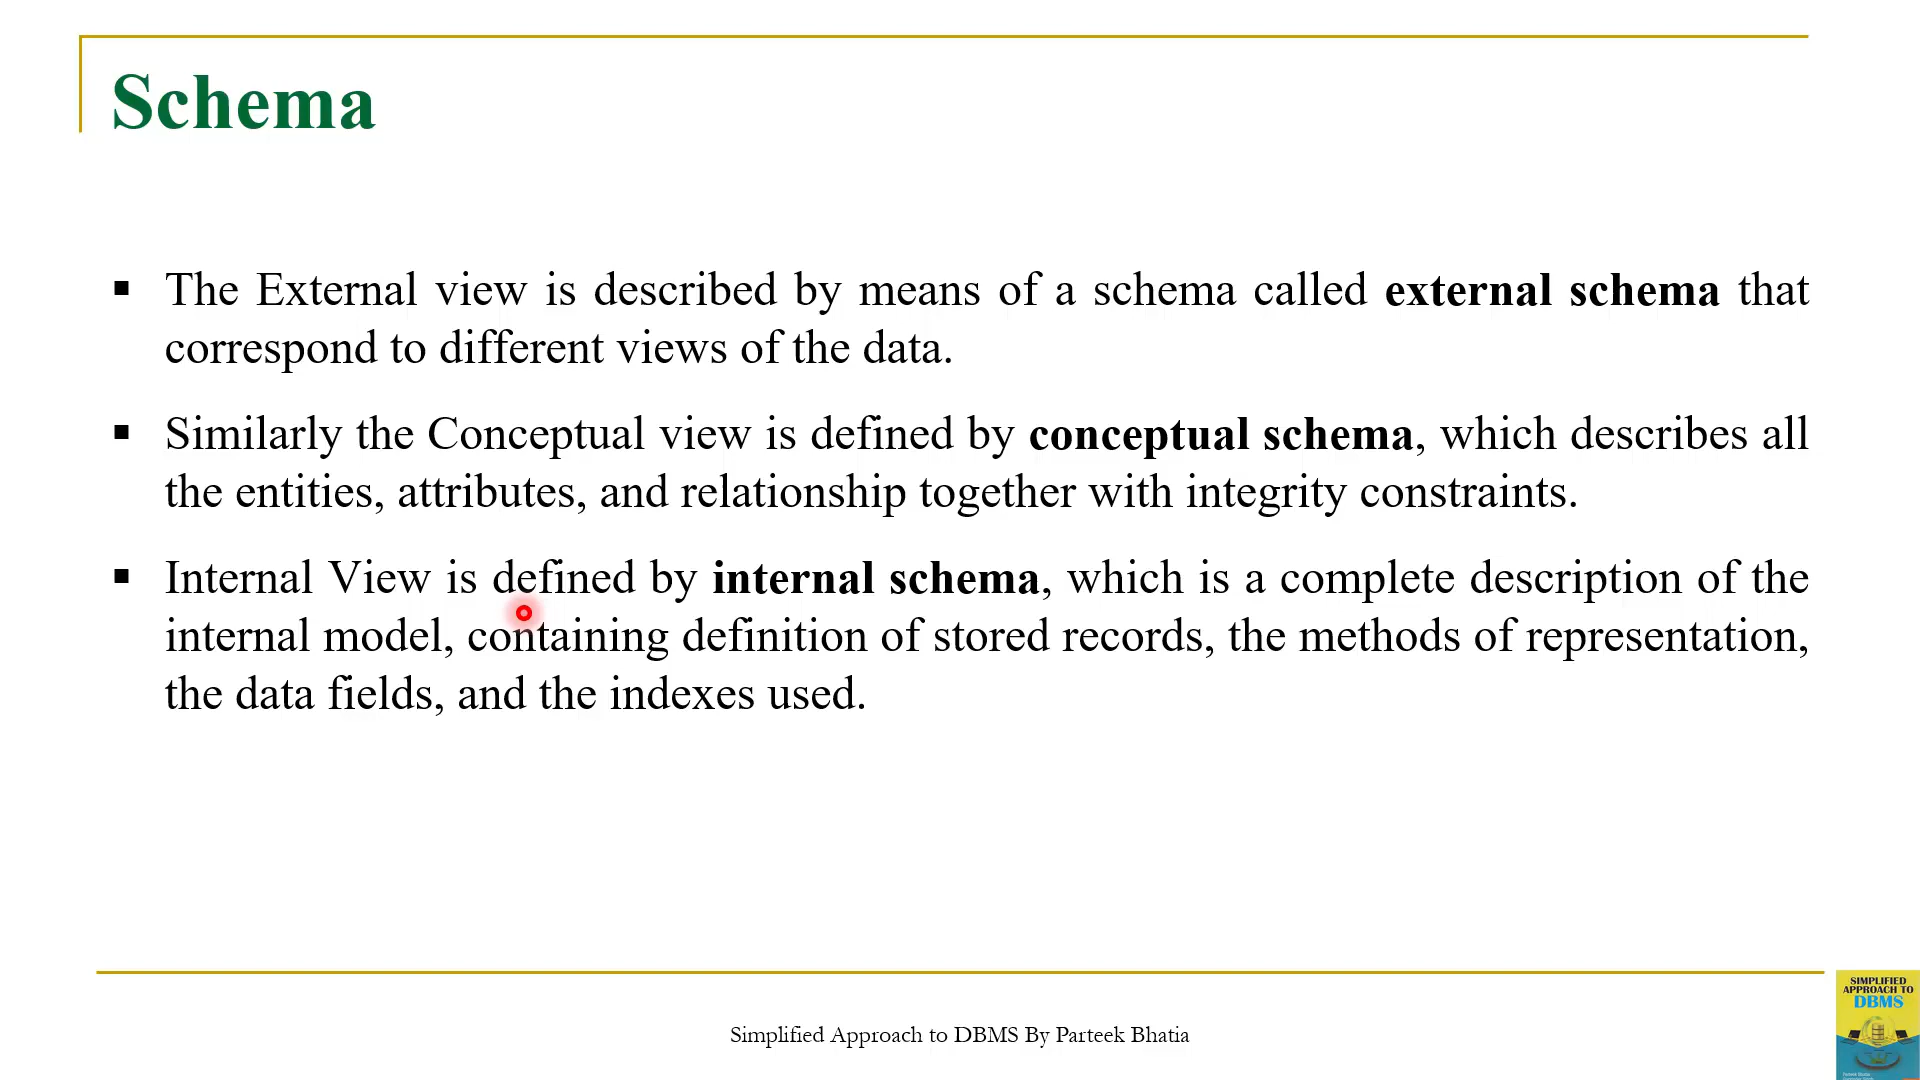 Schema
▪ The External view is described by means of a schema called external schema that
correspond to different views of the data.
▪ Similarly the Conceptual view is defined by conceptual schema, which describes all
the entities, attributes, and relationship together with integrity constraints.
▪ Internal View is defined by internal schema, which is a complete description of the
internal model, containing definition of stored records, the methods of representation,
the data fields, and the indexes used.
Simplified Approach to DBMS By Parteek Bhatia
SIMPLIFIED
APPROACH TO
DBMS